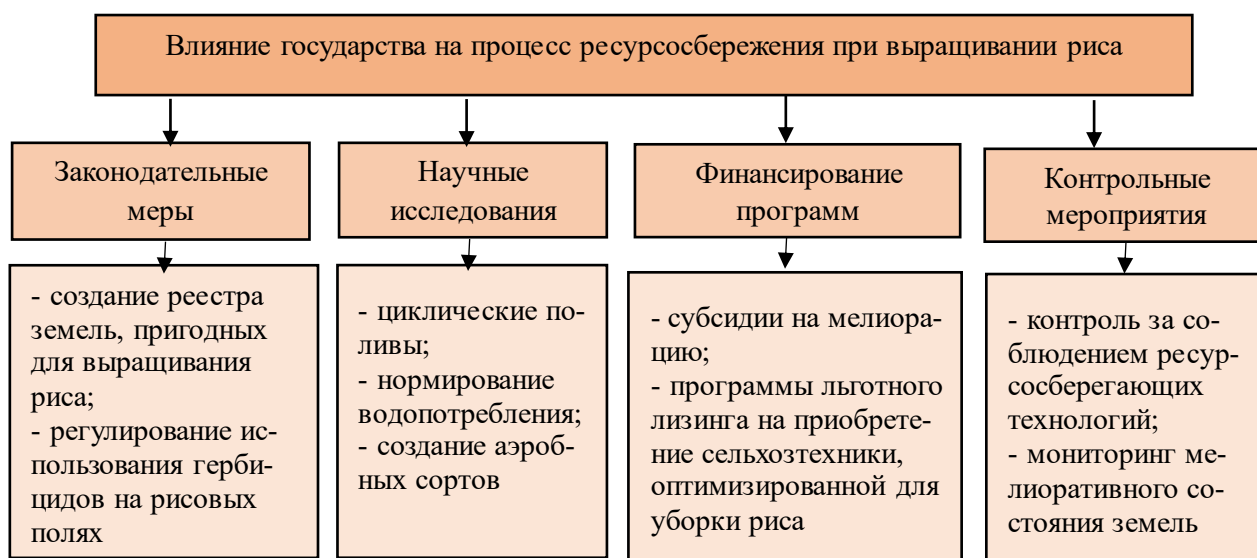 Влияние государства на процесс ресурсосбережения при выращивании риса
Законодательные
меры
Научные
исследования
Финансирование
программ
Контрольные
мероприятия
- создание реестра
земель, пригодных
для выращивания
риса;
- регулирование ис-
пользования герби-
цидов на рисовых
полях
- циклические по-
ливы;
- нормирование
водопотребления;
- создание аэроб-
ных сортов
- субсидии на мелиора-
цию;
- программы льготного
лизинга на приобрете-
ние сельхозтехники,
оптимизированной для
уборки риса
- контроль за со-
блюдением ресур-
сосберегающих
технологий;
- мониторинг ме-
лиоративного со-
стояния земель